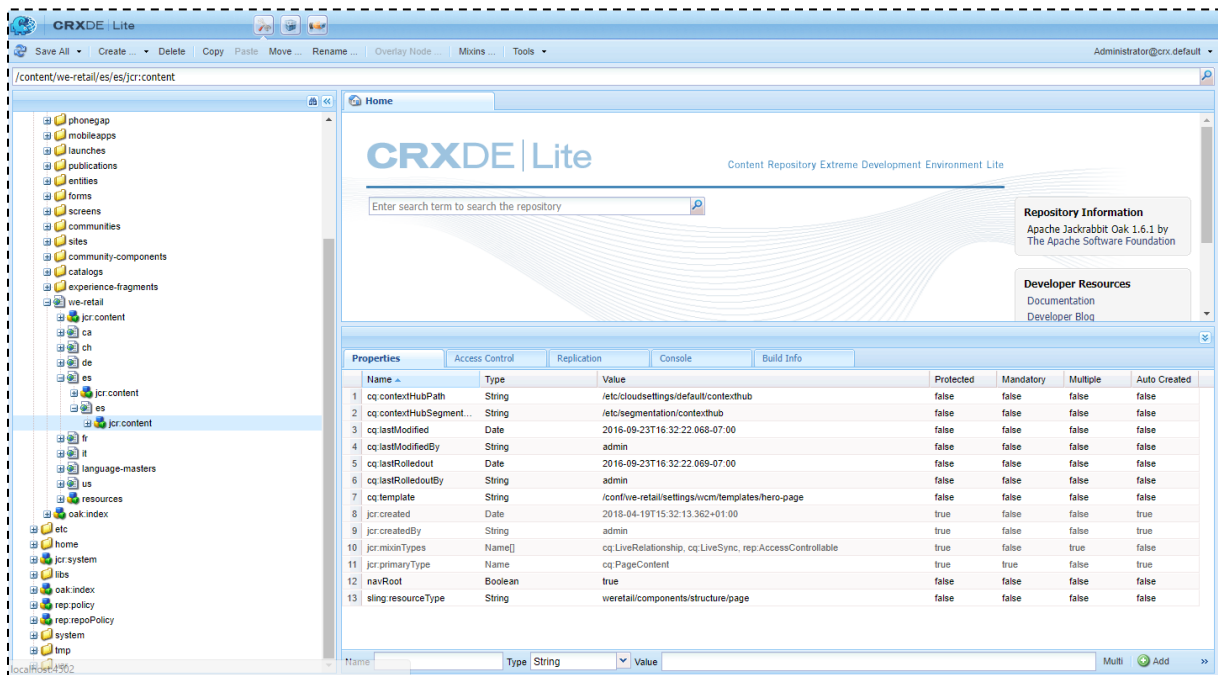 CRXDE | Lite
Save All Create ... Delete Copy Paste Move ... Rename ... Overlay Node ... Mixins ... Tools Administrator@crx.default
/content/we-retail/es/es/jcr:content
phonegap
mobileapps
launches
publications
entities
forms
screens
communities
sites
community-components
catalogs
experience-fragments
we-retail
jcr:content
ca
ch
de
es
jcr:content
es
jcr:content
fr
it
language-masters
us
resources
oak:index
etc
home
jcr:system
libs
oak:index
rep:policy
rep:repoPolicy
system
tmp
localhost:4502
Home
CRXDE | Lite
Content Repository Extreme Development Environment Lite
Enter search term to search the repository
Repository Information
Apache Jackrabbit Oak 1.6.1 by
The Apache Software Foundation
Developer Resources
Documentation
Developer Blog
Properties Access Control Replication Console Build Info
Name Type Value Protected Mandatory Multiple Auto Created
1 cq:contextHubPath String /etc/cloudsettings/default/contexthub false false false false
2 cq:contextHubSegment... String /etc/segmentation/contexthub false false false false
3 cq:lastModified Date 2016-09-23T16:32:22.068-07:00 false false false false
4 cq:lastModifiedBy String admin false false false false
5 cq:lastRolledout Date 2016-09-23T16:32:22.069-07:00 false false false false
6 cq:lastRolledoutBy String admin false false false false
7 cq:template String /conf/we-retail/settings/wcm/templates/hero-page false false false false
8 jcr:created Date 2018-04-19T15:32:13.362+01:00 true false false true
9 jcr:createdBy String admin true false false true
10 jcr:mixinTypes Name[] cq:LiveRelationship, cq:LiveSync, rep:AccessControllable true false true false
11 jcr:primaryType Name cq:PageContent true true false true
12 navRoot Boolean true false false false false
13 sling:resourceType String weretail/components/structure/page false false false false
Name Type String Value Multi Add